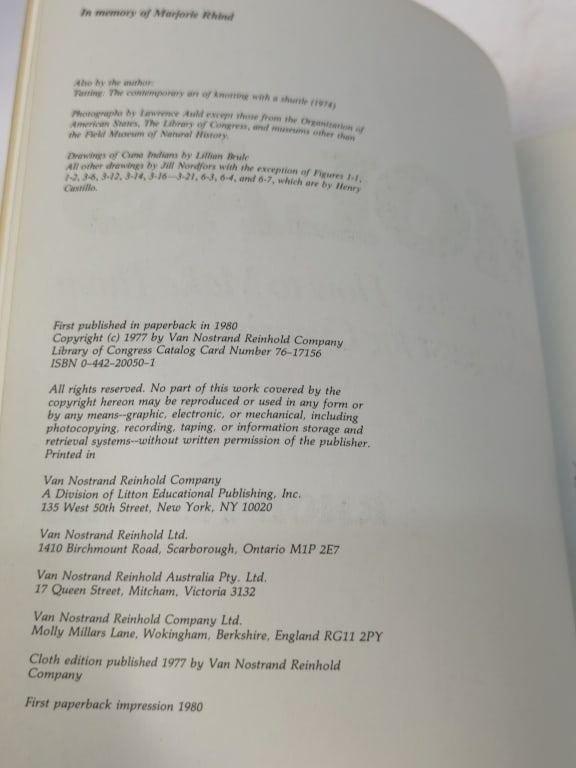 In memory of Marjorie Rhind
Also by the author:
Tatting: The contemporary art of knotting with a shuttle (1974)
Photographs by Lawrence Auld except those from the Organization of
American States, The Library of Congress, and museums other than
the Field Museum of Natural History.
Drawings of Cuna Indians by Lillian Brule
All other drawings by Jill Nordfors with the exception of Figures 1-1,
1-2, 3-6, 3-12, 3-14, 3-16—3-21, 6-3, 6-4, and 6-7, which are by Henry
Castillo.
First published in paperback in 1980
Copyright (c) 1977 by Van Nostrand Reinhold Company
Library of Congress Catalog Card Number 76-17156
ISBN 0-442-20050-1
All rights reserved. No part of this work covered by the
copyright hereon may be reproduced or used in any form or
by any means--graphic, electronic, or mechanical, including
photocopying, recording, taping, or information storage and
retrieval systems--without written permission of the publisher.
Printed in
Van Nostrand Reinhold Company
A Division of Litton Educational Publishing, Inc.
135 West 50th Street, New York, NY 10020
Van Nostrand Reinhold Ltd.
1410 Birchmount Road, Scarborough, Ontario M1P 2E7
Van Nostrand Reinhold Australia Pty. Ltd.
17 Queen Street, Mitcham, Victoria 3132
Van Nostrand Reinhold Company Ltd.
Molly Millars Lane, Wokingham, Berkshire, England RG11 2PY
Cloth edition published 1977 by Van Nostrand Reinhold
Company
First paperback impression 1980